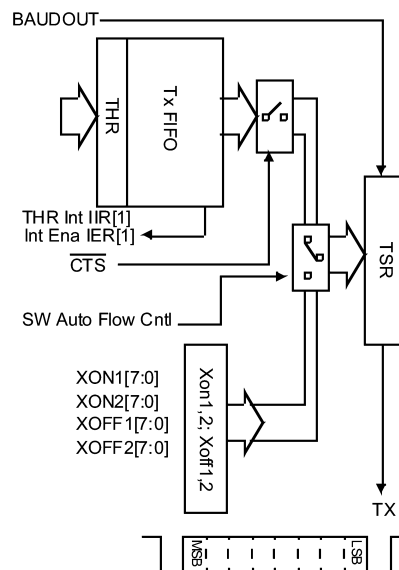 BAUDOUT
THR
Tx FIFO
THR Int IIR[1]
Int Ena IER[1]
CTS
TSR
SW Auto Flow Cntl
XON1[7:0]
XON2[7:0]
XOFF1[7:0]
XOFF2[7:0]
Xon1,2; Xoff1,2
TX
MSB
LSB